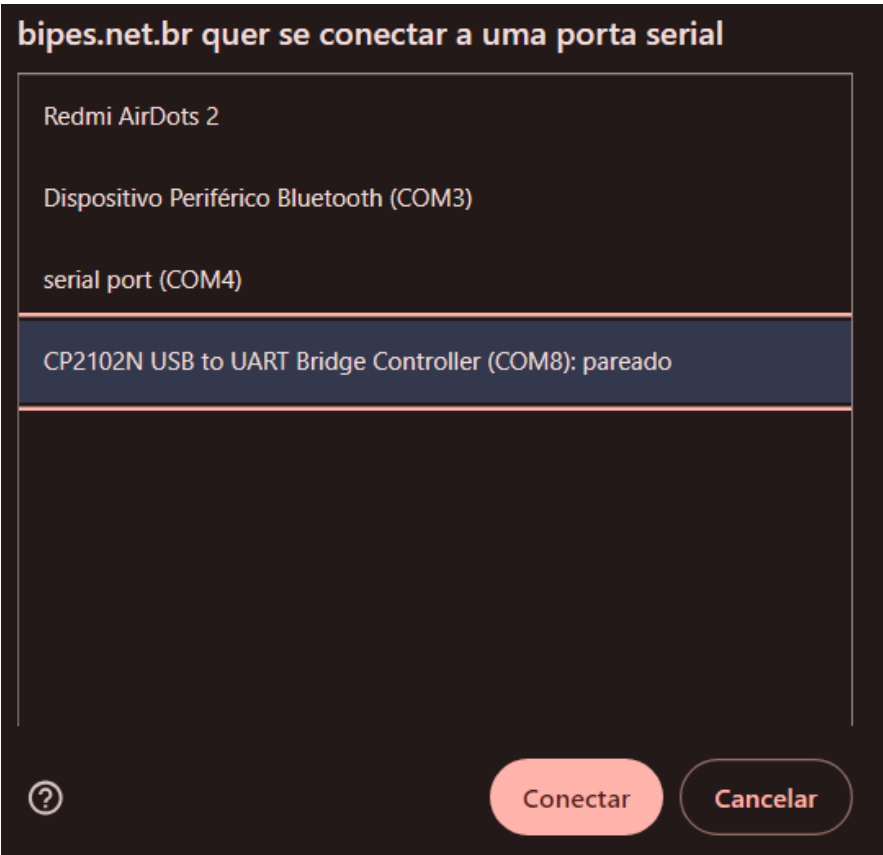 bipes.net.br quer se conectar a uma porta serial
Redmi AirDots 2
Dispositivo Periférico Bluetooth (COM3)
serial port (COM4)
CP2102N USB to UART Bridge Controller (COM8): pareado
?
Conectar
Cancelar